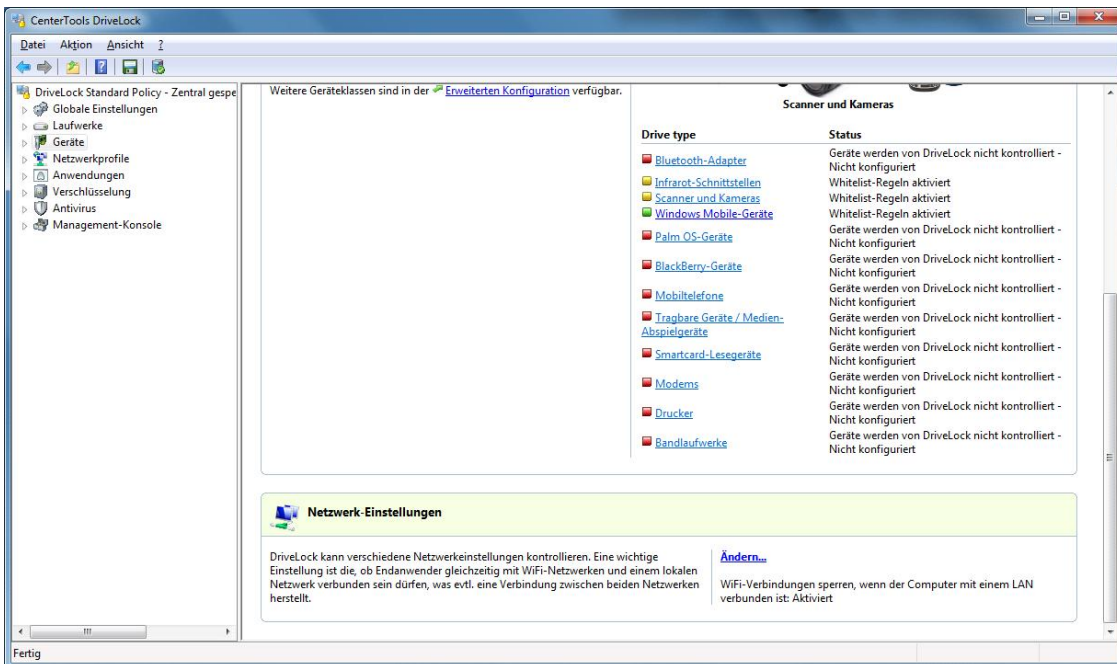 CenterTools DriveLock
Datei Aktion Ansicht ?
DriveLock Standard Policy - Zentral gespe
Globale Einstellungen
Laufwerke
Geräte
Netzwerkprofile
Anwendungen
Verschlüsselung
Antivirus
Management-Konsole
Weitere Geräteklassen sind in der Erweiterten Konfiguration verfügbar.
Scanner und Kameras
Drive type Status
Bluetooth-Adapter Geräte werden von DriveLock nicht kontrolliert -
Nicht konfiguriert
Infrarot-Schnittstellen Whitelist-Regeln aktiviert
Scanner und Kameras Whitelist-Regeln aktiviert
Windows Mobile-Geräte Whitelist-Regeln aktiviert
Palm OS-Geräte Geräte werden von DriveLock nicht kontrolliert -
Nicht konfiguriert
BlackBerry-Geräte Geräte werden von DriveLock nicht kontrolliert -
Nicht konfiguriert
Mobiltelefone Geräte werden von DriveLock nicht kontrolliert -
Nicht konfiguriert
Tragbare Geräte / Medien- Geräte werden von DriveLock nicht kontrolliert -
Abspielgeräte Nicht konfiguriert
Smartcard-Lesegeräte Geräte werden von DriveLock nicht kontrolliert -
Nicht konfiguriert
Modems Geräte werden von DriveLock nicht kontrolliert -
Nicht konfiguriert
Drucker Geräte werden von DriveLock nicht kontrolliert -
Nicht konfiguriert
Bandlaufwerke Geräte werden von DriveLock nicht kontrolliert -
Nicht konfiguriert
Netzwerk-Einstellungen
DriveLock kann verschiedene Netzwerkeinstellungen kontrollieren. Eine wichtige
Einstellung ist die, ob Endanwender gleichzeitig mit WiFi-Netzwerken und einem lokalen
Netzwerk verbunden sein dürfen, was evtl. eine Verbindung zwischen beiden Netzwerken
herstellt.
Ändern...
WiFi-Verbindungen sperren, wenn der Computer mit einem LAN
verbunden ist: Aktiviert
Fertig